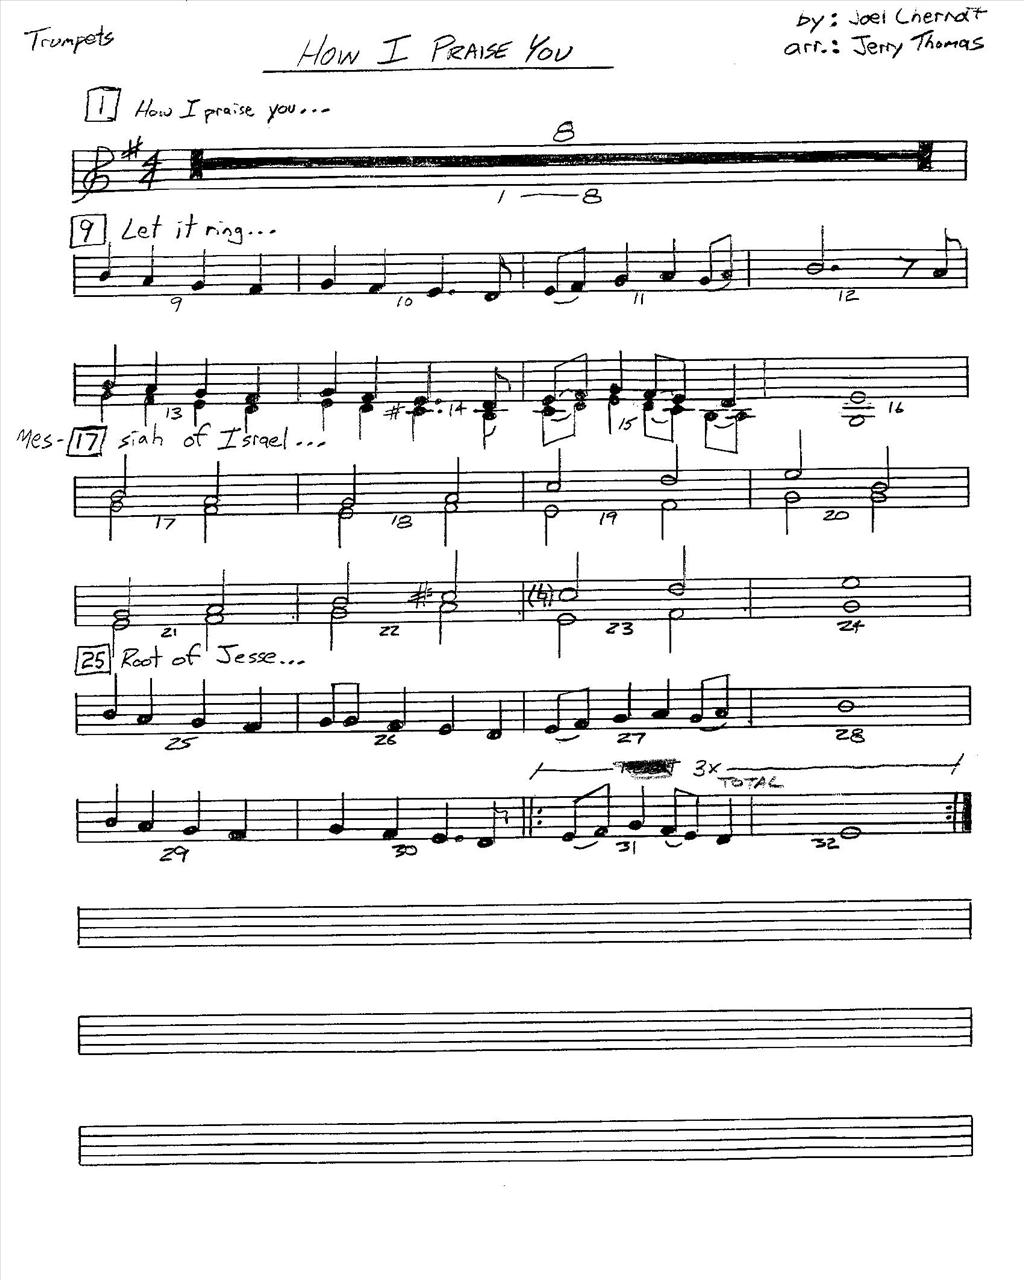 Trumpets
How I Praise You
by: Joel Chernoff
arr.: Jerry Thomas
1 How I praise you...
8
1 — 8
9 Let it ring...
9 10 11 12
13 14 15 16
Mes- 17 siah of Israel...
17 18 19 20
21 22 23 24
25 Root of Jesse...
25 26 27 28
3x
TOTAL
29 30 31 32